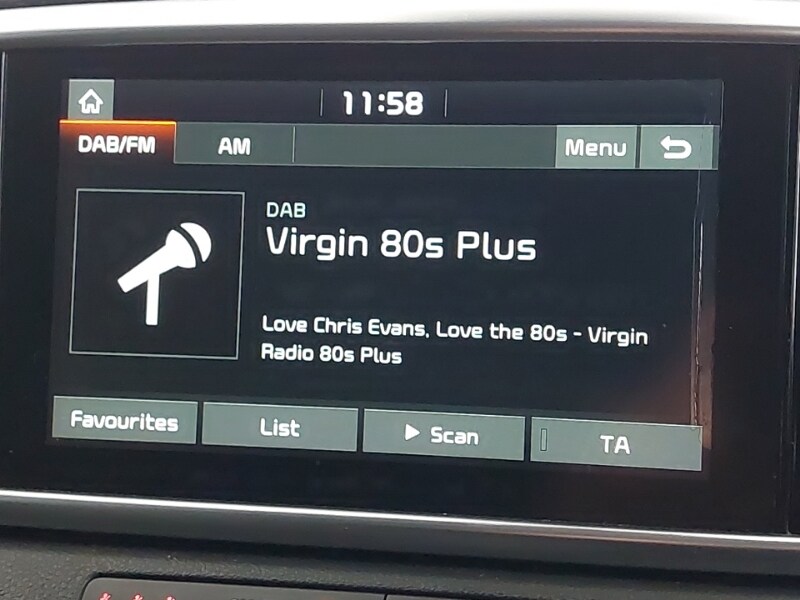 11:58
DAB/FM
AM
Menu
DAB
Virgin 80s Plus
Love Chris Evans, Love the 80s - Virgin
Radio 80s Plus
Favourites
List
Scan
TA